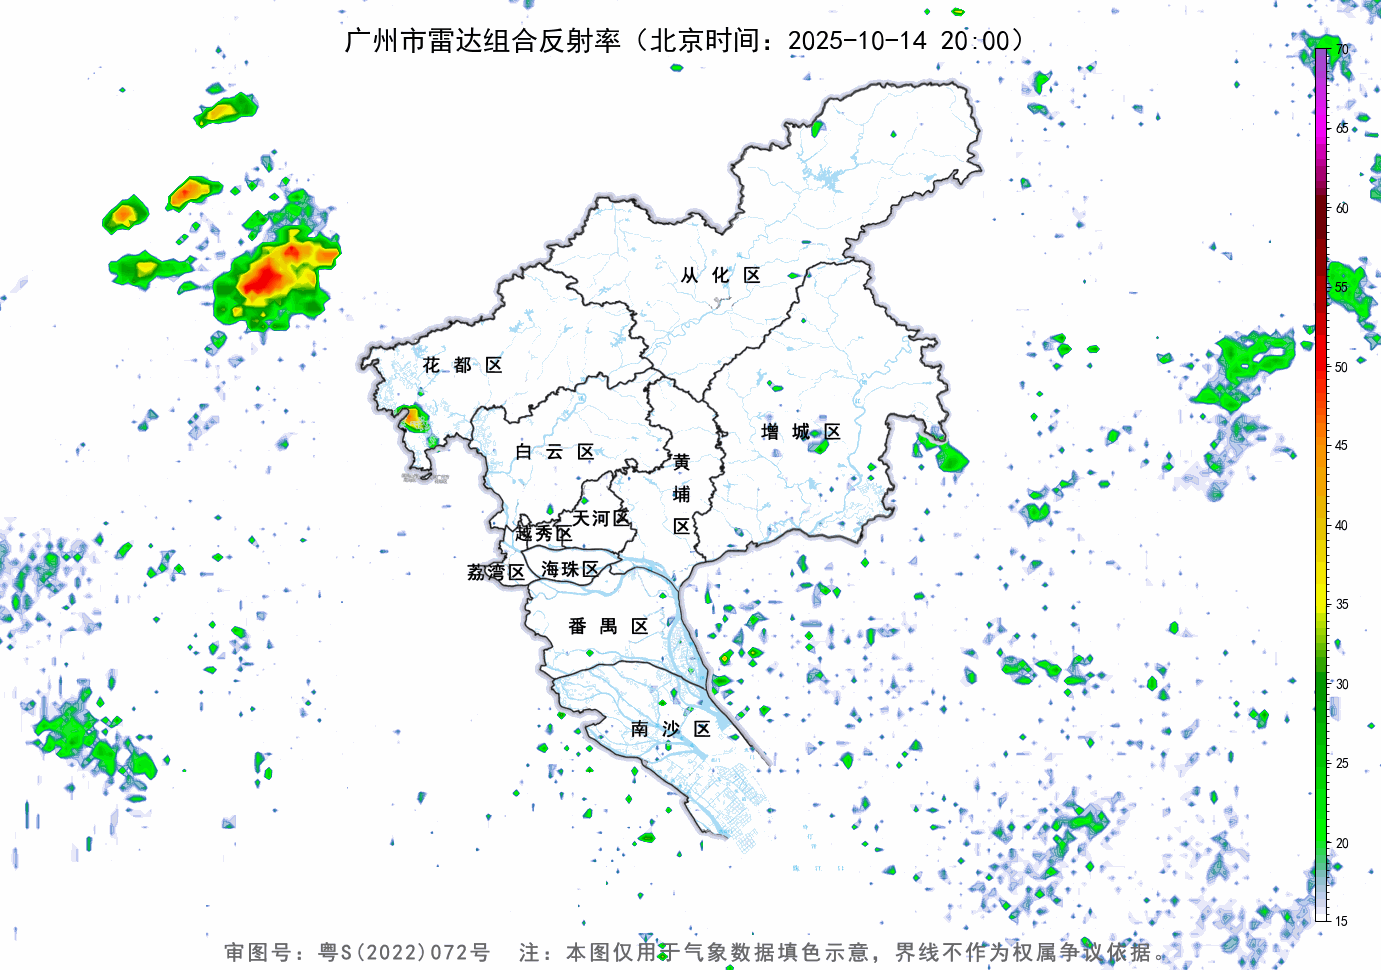 广州市雷达组合反射率（北京时间：2025-10-14 20:00）
70
65
60
55
50
45
40
35
30
25
20
15
从化区
花都区
增城区
白云区
黄埔区
天河区
越秀区
海珠区
荔湾区
番禺区
南沙区
审图号：粤S(2022)072号 注：本图仅用于气象数据填色示意，界线不作为权属争议依据。